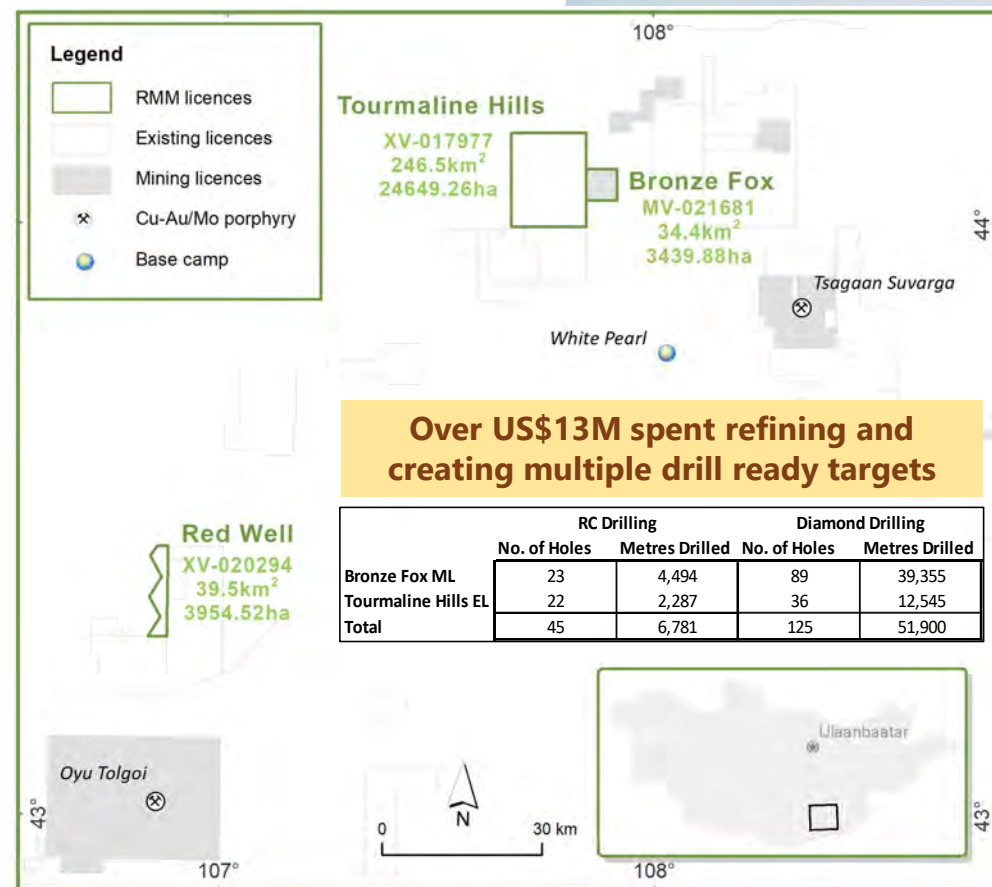 108°
Legend
RMM licences
Existing licences
Mining licences
Cu-Au/Mo porphyry
Base camp
Tourmaline Hills
XV-017977
246.5km²
24649.26ha
Bronze Fox
MV-021681
34.4km²
3439.88ha
44°
Tsagaan Suvarga
White Pearl
Over US$13M spent refining and
creating multiple drill ready targets
RC Drilling Diamond Drilling
No. of Holes Metres Drilled No. of Holes Metres Drilled
Bronze Fox ML 23 4,494 89 39,355
Tourmaline Hills EL 22 2,287 36 12,545
Total 45 6,781 125 51,900
Red Well
XV-020294
39.5km²
3954.52ha
Ulaanbaatar
Oyu Tolgoi
43°
N
0 30 km
43°
107°
108°